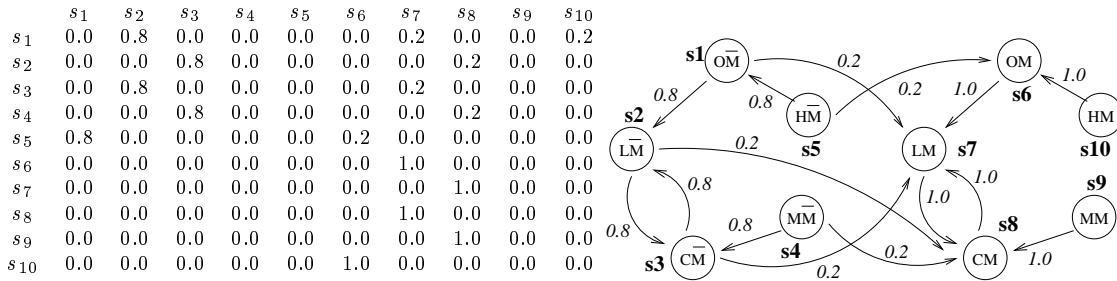 s1 s2 s3 s4 s5 s6 s7 s8 s9 s10
s1 0.0 0.8 0.0 0.0 0.0 0.0 0.2 0.0 0.0 0.2
s2 0.0 0.0 0.8 0.0 0.0 0.0 0.0 0.2 0.0 0.0
s3 0.0 0.8 0.0 0.0 0.0 0.0 0.2 0.0 0.0 0.0
s4 0.0 0.0 0.8 0.0 0.0 0.0 0.0 0.2 0.0 0.0
s5 0.8 0.0 0.0 0.0 0.0 0.2 0.0 0.0 0.0 0.0
s6 0.0 0.0 0.0 0.0 0.0 0.0 1.0 0.0 0.0 0.0
s7 0.0 0.0 0.0 0.0 0.0 0.0 0.0 1.0 0.0 0.0
s8 0.0 0.0 0.0 0.0 0.0 0.0 1.0 0.0 0.0 0.0
s9 0.0 0.0 0.0 0.0 0.0 0.0 0.0 1.0 0.0 0.0
s10 0.0 0.0 0.0 0.0 0.0 1.0 0.0 0.0 0.0 0.0
s1 OM̅ 0.2 OM
s6
0.8 0.8 0.2 1.0 1.0
s2 HM̅ HM
s5 s10
LM̅ 0.2 LM s7
s9
0.8 0.8 1.0 1.0
MM̅ MM
0.8 0.8 s4 0.2 s8
s3 CM̅ 0.2 CM 1.0